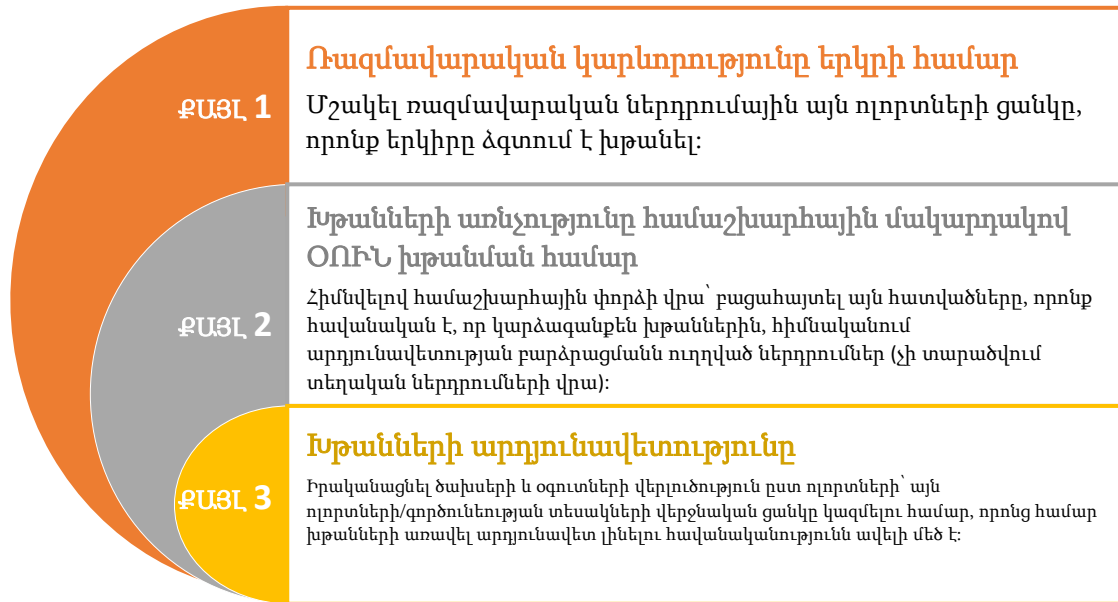 ՔԱՅԼ 1
Ռազմավարական կարևորությունը երկրի համար
Մշակել ռազմավարական ներդրումային այն ոլորտների ցանկը,
որոնք երկիրը ձգտում է խթանել:
ՔԱՅԼ 2
Խթանների առնչությունը համաշխարհային մակարդակով
ՕՈՒՆ խթանման համար
Հիմնվելով համաշխարհային փորձի վրա՝ բացահայտել այն հատվածները, որոնք
հավանական է, որ կարձագանքեն խթաններին, հիմնականում
արդյունավետության բարձրացմանն ուղղված ներդրումներ (չի տարածվում
տեղական ներդրումների վրա):
ՔԱՅԼ 3
Խթանների արդյունավետությունը
Իրականացնել ծախսերի և օգուտների վերլուծություն ըստ ոլորտների՝ այն
ոլորտների/գործունեության տեսակների վերջնական ցանկը կազմելու համար, որոնց համար
խթանների առավել արդյունավետ լինելու հավանականությունն ավելի մեծ է: